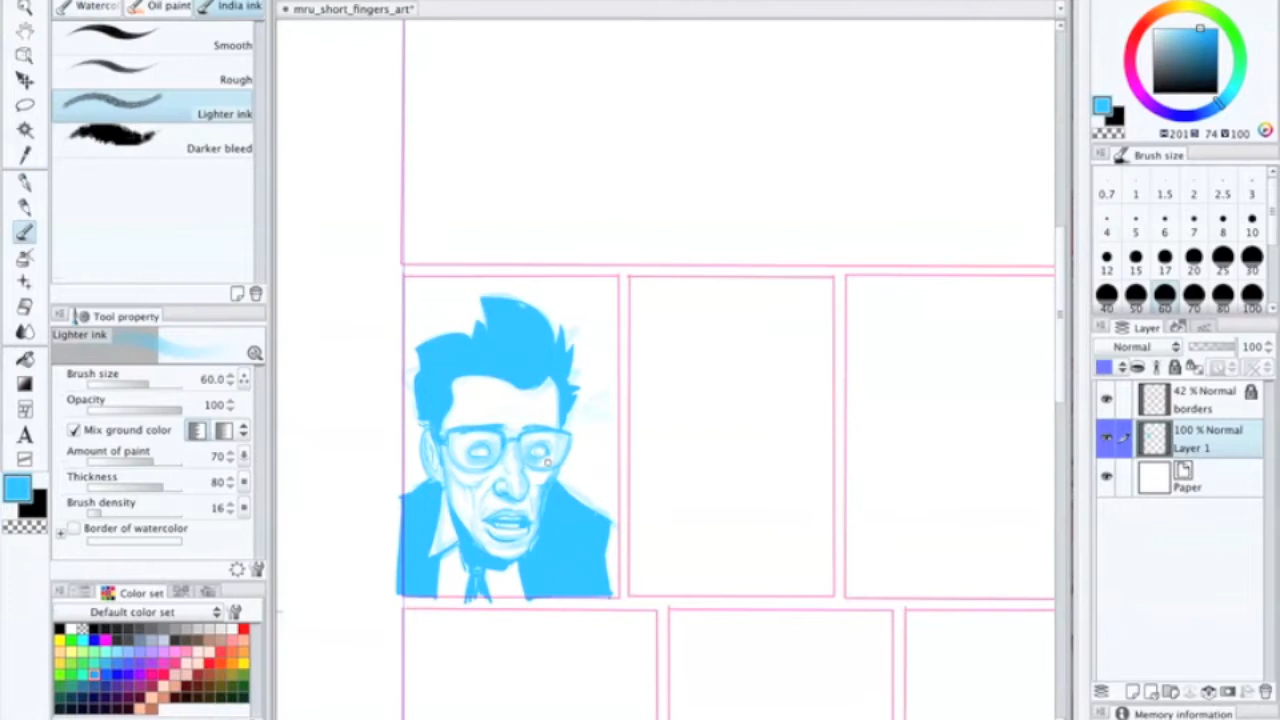 Waterco
Oil paint
India ink
Smooth
Rough
Lighter ink
Darker bleed
Tool property
Lighter ink
Brush size
60.0
Opacity
100
Mix ground color
Amount of paint
70
Thickness
80
Brush density
16
Border of watercolor
Color set
Default color set
mru_short_fingers_art*
201 74 V 100
Brush size
0.7 1 1.5 2 2.5 3
4 5 6 7 8 10
12 15 17 20 25 30
40 50 60 70 80 100
Layer
Normal 100
42 % Normal
borders
100 % Normal
Layer 1
Paper
Memory information
A